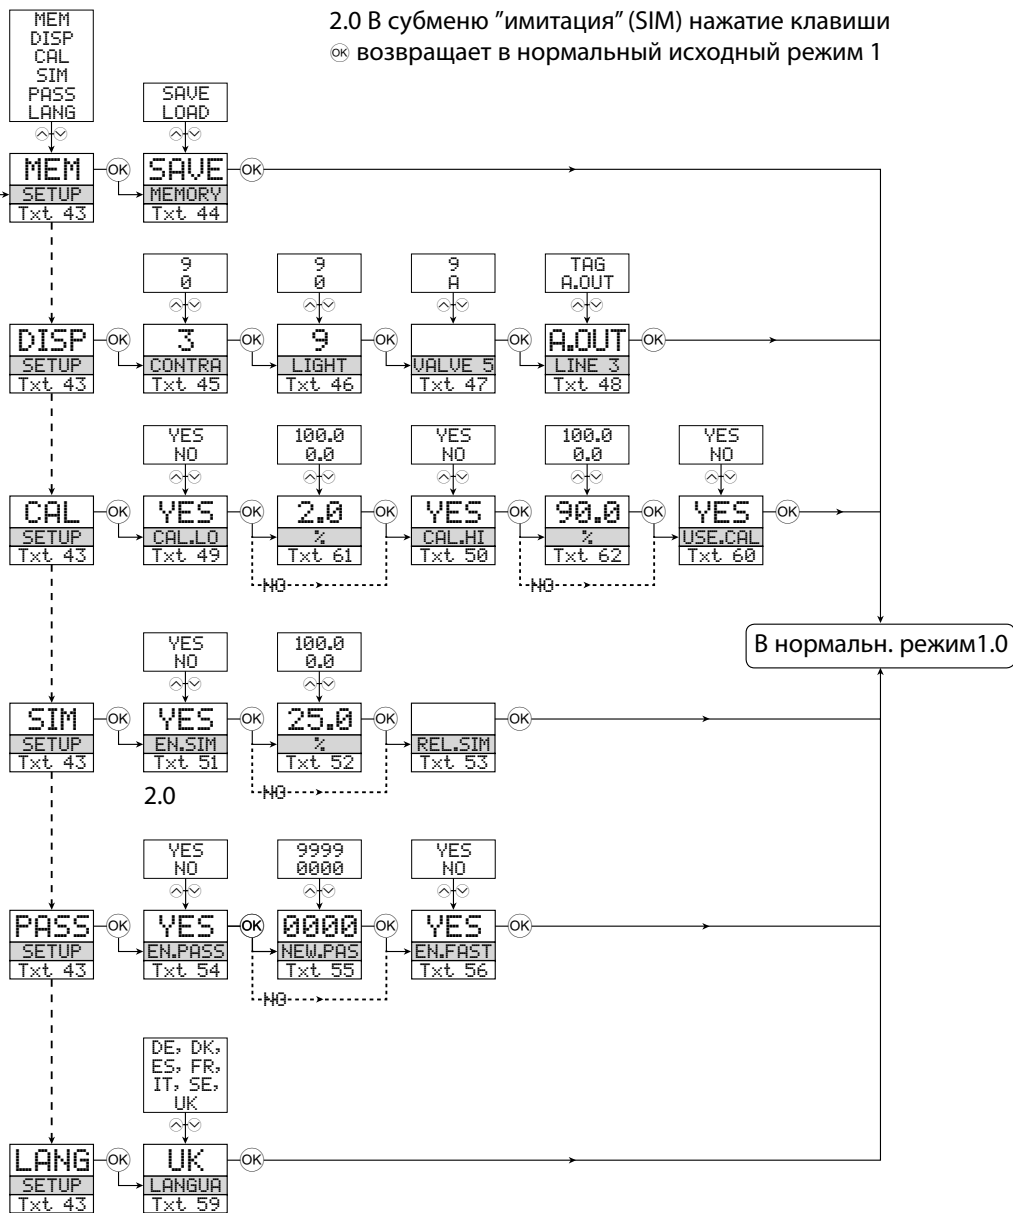 2.0 В субменю ”имитация” (SIM) нажатие клавиши
OK возвращает в нормальный исходный режим 1
MEM
DISP
CAL
SIM
PASS
LANG
SAVE
LOAD
MEM OK SAVE OK
SETUP MEMORY
Txt 43 Txt 44
9 9 9 TAG
0 0 A A.OUT
DISP OK 3 OK 9 OK OK A.OUT OK
SETUP CONTRA LIGHT VALVE 5 LINE 3
Txt 43 Txt 45 Txt 46 Txt 47 Txt 48
YES 100.0 YES 100.0 YES
NO 0.0 NO 0.0 NO
CAL OK YES OK 2.0 OK YES OK 90.0 OK YES OK
SETUP CAL.LO % CAL.HI % USE.CAL
Txt 43 Txt 49 Txt 61 Txt 50 Txt 62 Txt 60
NO NO
В нормальн. режим1.0
YES 100.0
NO 0.0
SIM OK YES OK 25.0 OK OK
SETUP EN.SIM % REL.SIM
Txt 43 Txt 51 Txt 52 Txt 53
2.0 NO
YES 9999 YES
NO 0000 NO
PASS OK YES OK 0000 OK YES OK
SETUP EN.PASS NEW.PAS EN.FAST
Txt 43 Txt 54 Txt 55 Txt 56
NO
DE, DK,
ES, FR,
IT, SE,
UK
LANG OK UK OK
SETUP LANGUA
Txt 43 Txt 59